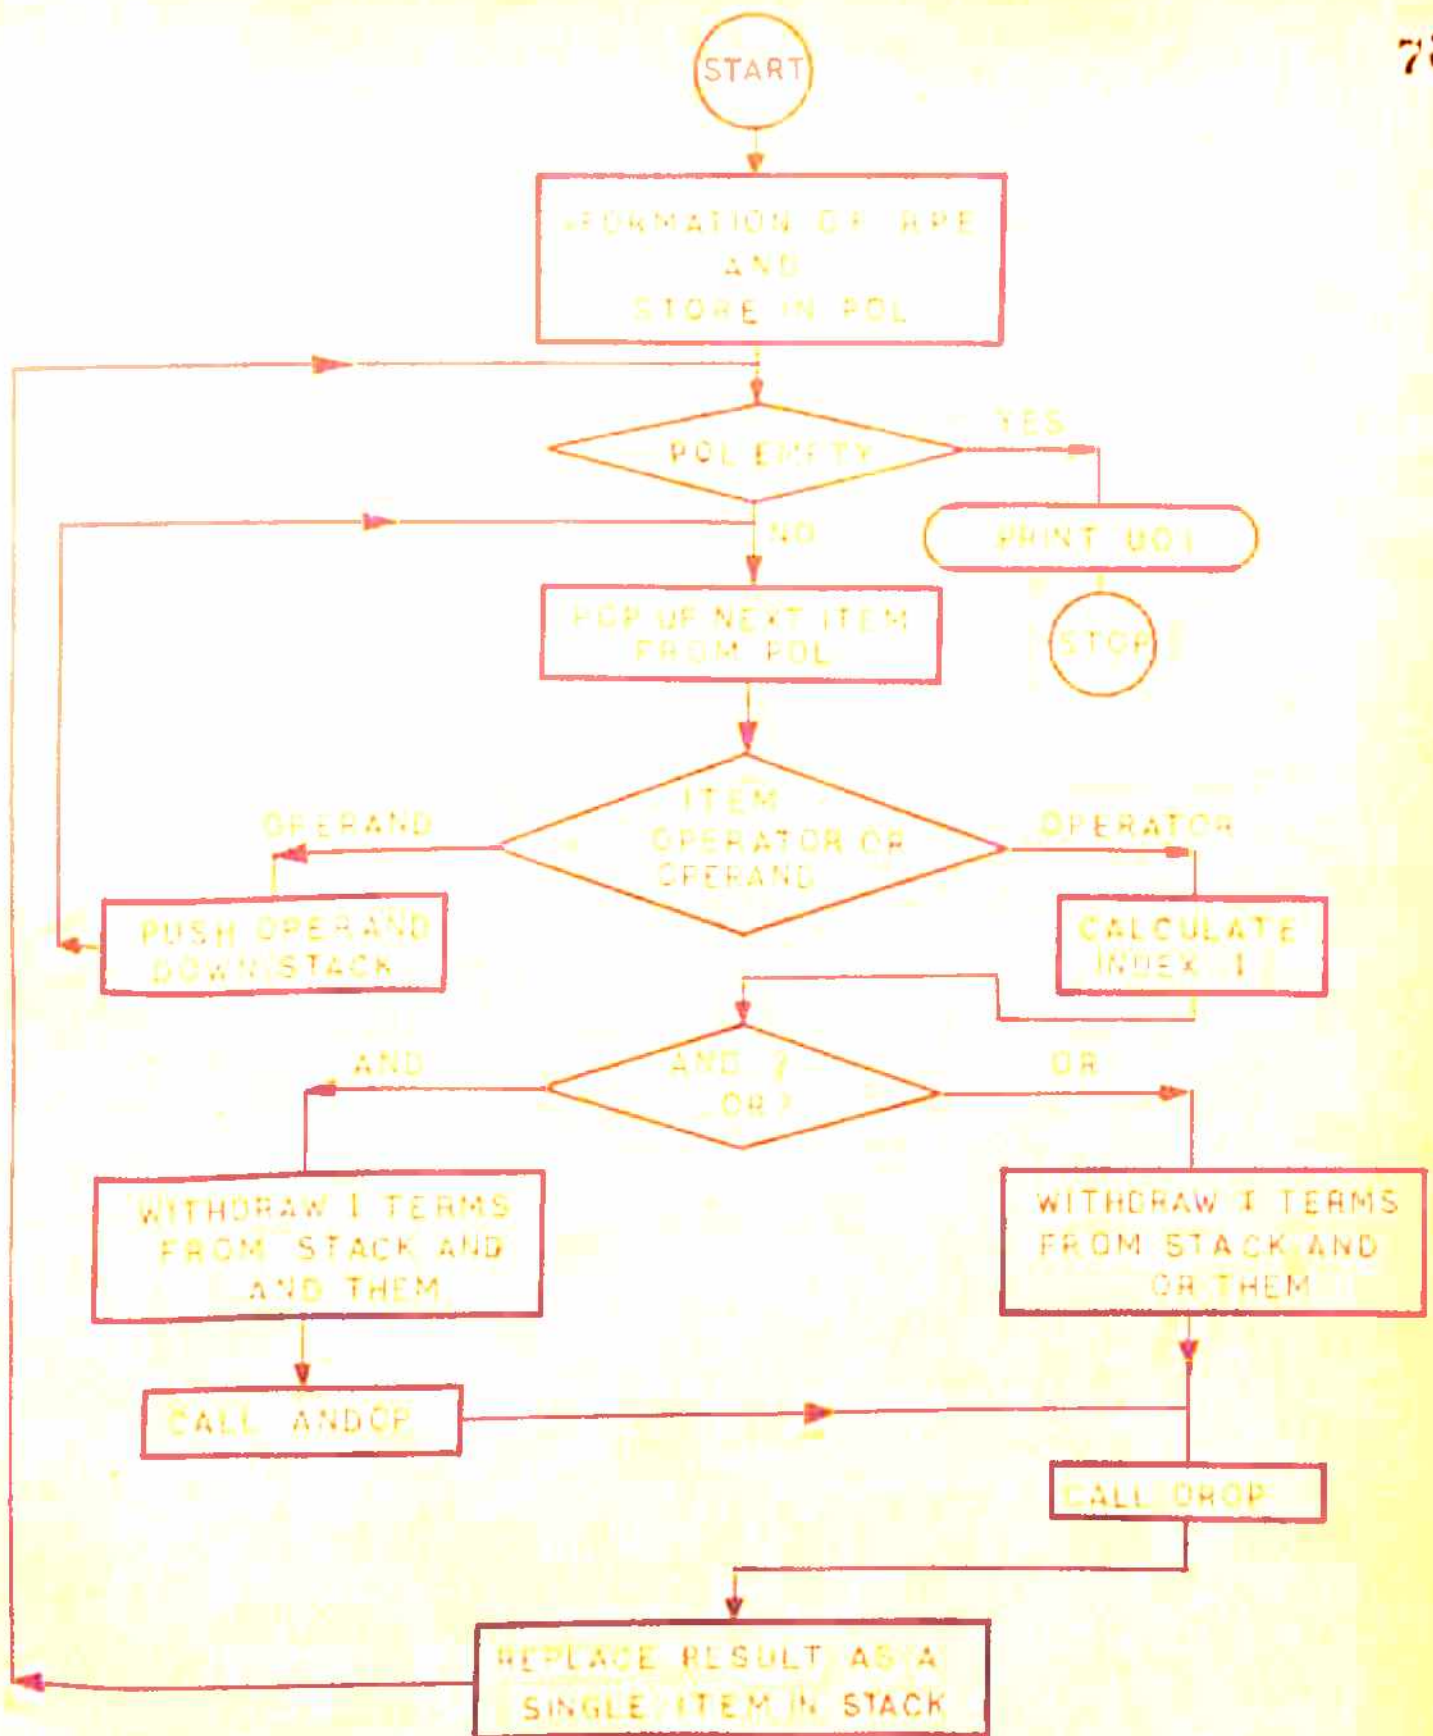 START
FORMATION OF RPE
AND
STORE IN POL
POL EMPTY
YES
NO
PRINT
STOP
POP UP NEXT ITEM
FROM POL
ITEM
OPERATOR OR
OPERAND
OPERAND
OPERATOR
PUSH OPERAND
DOWN STACK
CALCULATE
INDEX I
AND ?
OR ?
AND
OR
WITHDRAW I TERMS
FROM STACK AND
AND THEM
WITHDRAW I TERMS
FROM STACK AND
OR THEM
CALL ANDOP
CALL DROP
REPLACE RESULT AS A
SINGLE ITEM IN STACK